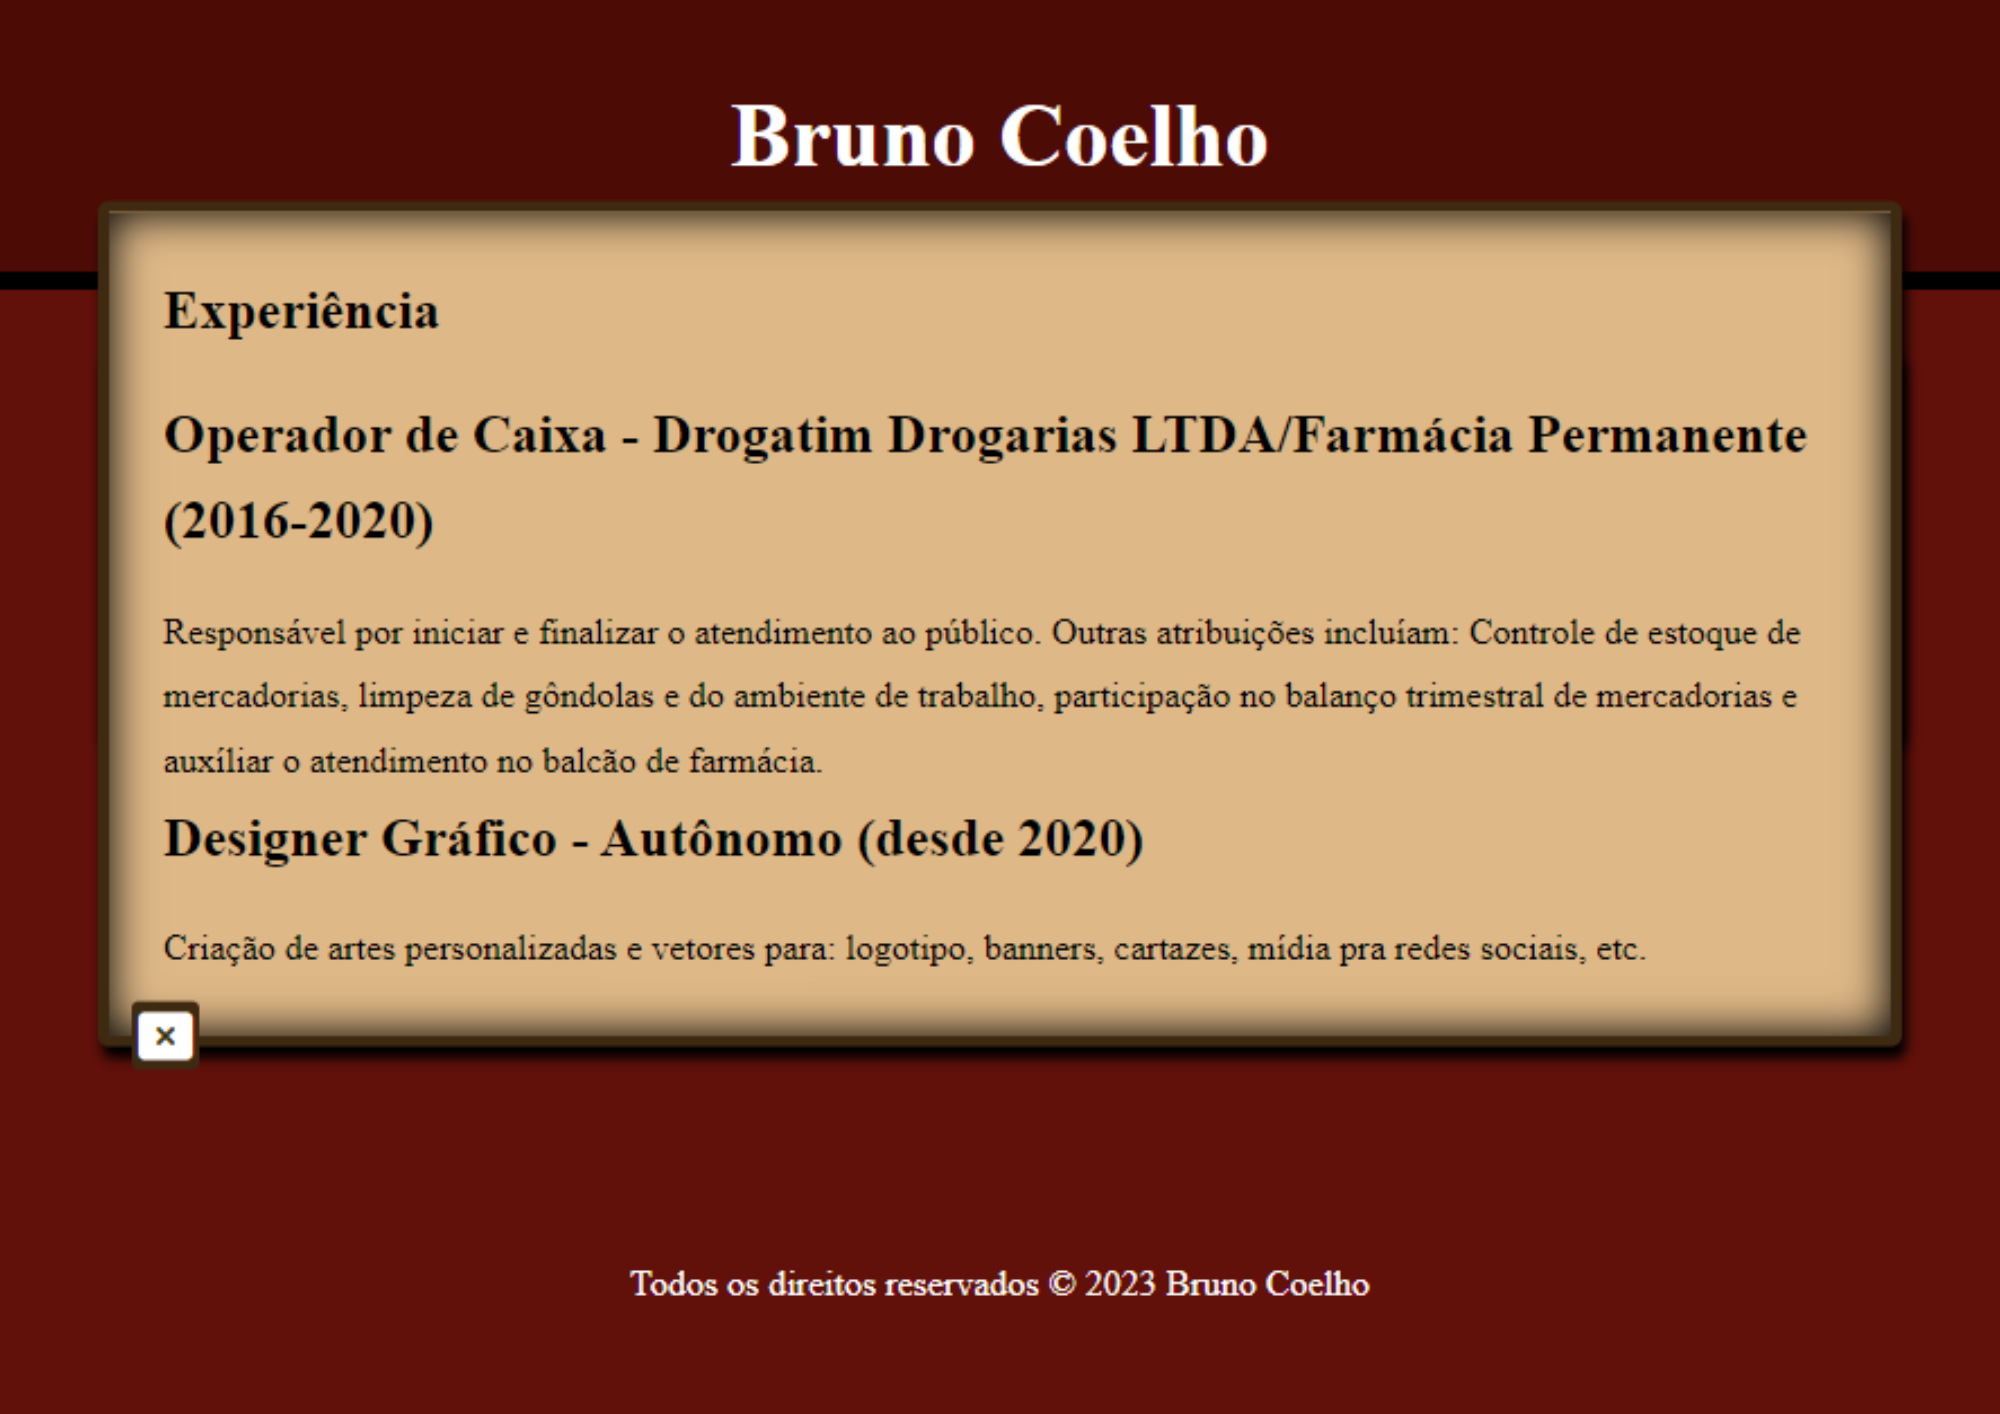 Bruno Coelho
Experiência
Operador de Caixa - Drogatim Drogarias LTDA/Farmácia Permanente
(2016-2020)
Responsável por iniciar e finalizar o atendimento ao público. Outras atribuições incluíam: Controle de estoque de
mercadorias, limpeza de gôndolas e do ambiente de trabalho, participação no balanço trimestral de mercadorias e
auxíliar o atendimento no balcão de farmácia.
Designer Gráfico - Autônomo (desde 2020)
Criação de artes personalizadas e vetores para: logotipo, banners, cartazes, mídia pra redes sociais, etc.
×
Todos os direitos reservados © 2023 Bruno Coelho